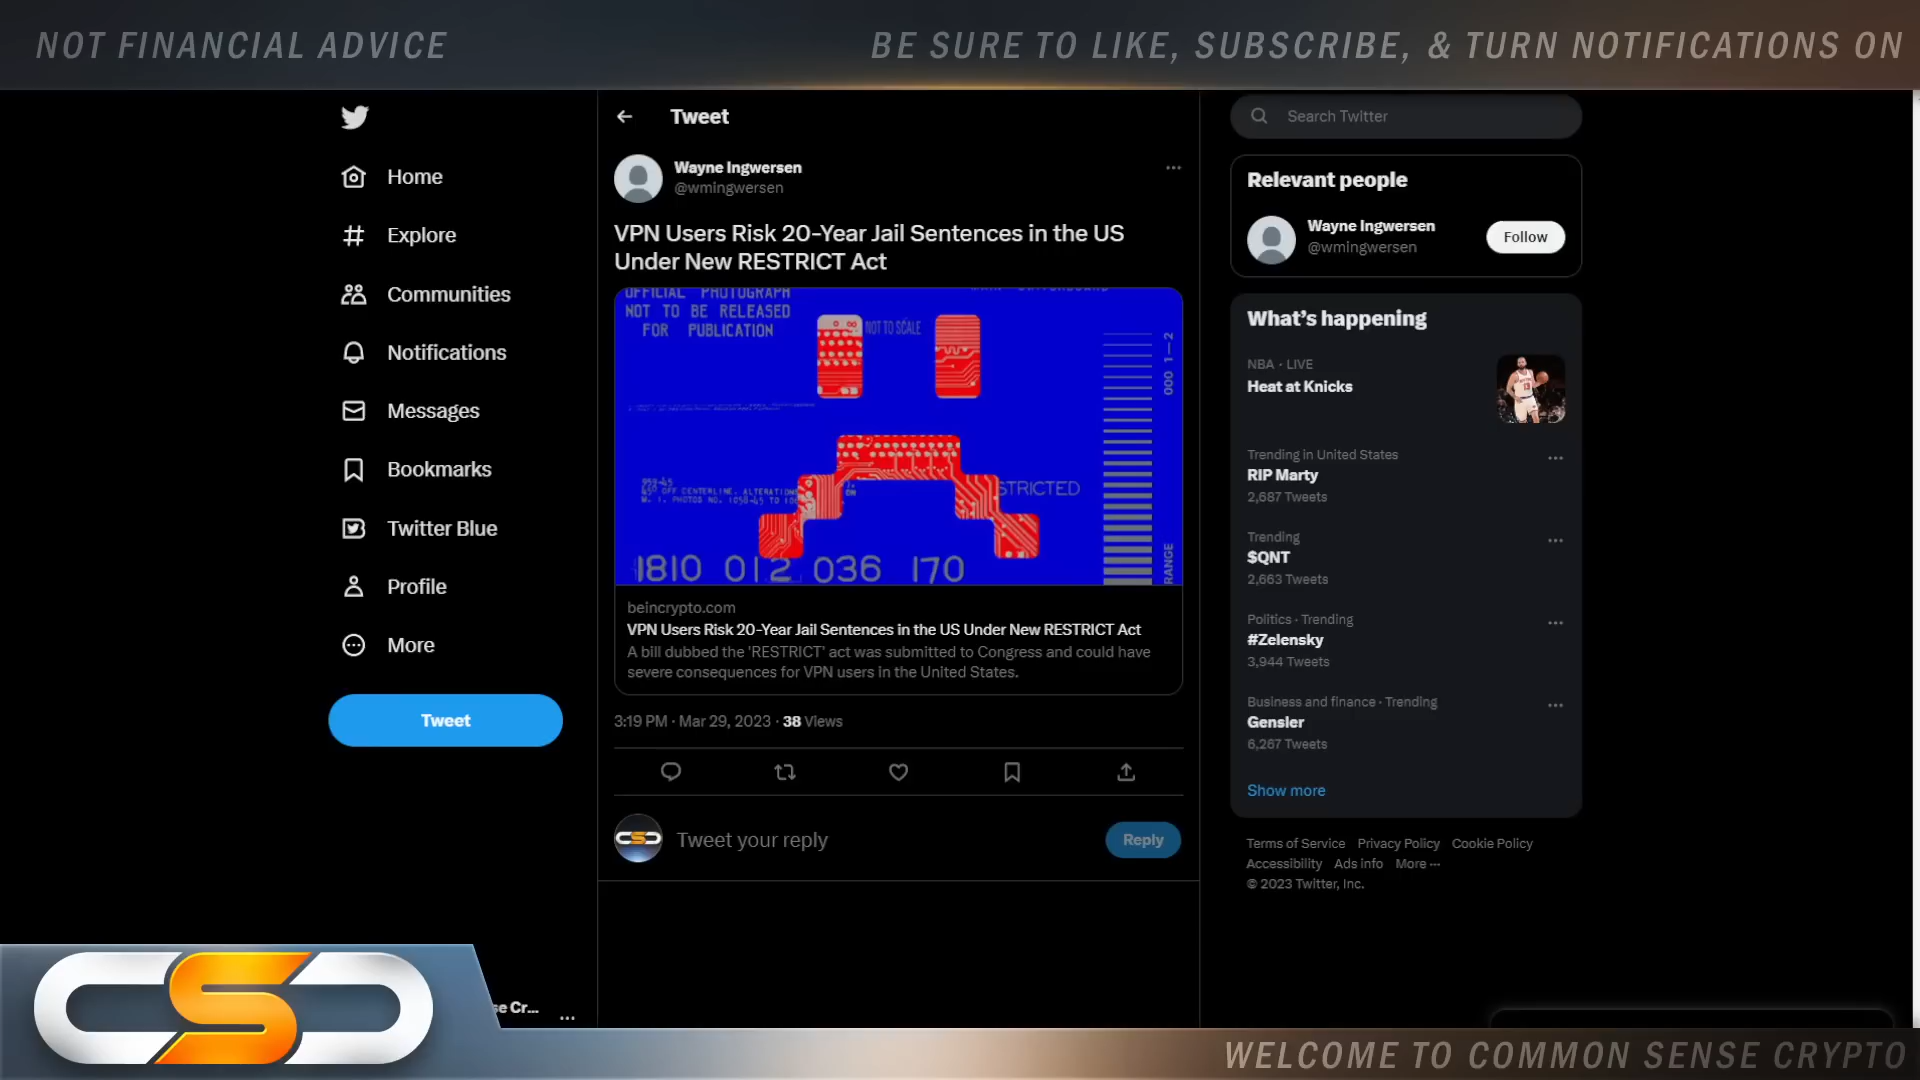 NOT FINANCIAL ADVICE
BE SURE TO LIKE, SUBSCRIBE, & TURN NOTIFICATIONS ON
Home
Explore
Communities
Notifications
Messages
Bookmarks
Twitter Blue
Profile
More
Tweet
se Cr...
Tweet
Wayne Ingwersen
@wmingwersen
VPN Users Risk 20-Year Jail Sentences in the US
Under New RESTRICT Act
OFFICIAL PHOTOGRAPH
NOT TO BE RELEASED
FOR PUBLICATION
NOT TO SCALE
000 1—2
STRICTED
RANGE
1810 012 036 170
beincrypto.com
VPN Users Risk 20-Year Jail Sentences in the US Under New RESTRICT Act
A bill dubbed the 'RESTRICT' act was submitted to Congress and could have
severe consequences for VPN users in the United States.
3:19 PM · Mar 29, 2023 · 38 Views
CSC
Tweet your reply
Reply
Search Twitter
Relevant people
Wayne Ingwersen
@wmingwersen
Follow
What's happening
NBA · LIVE
Heat at Knicks
Trending in United States
RIP Marty
2,687 Tweets
Trending
$QNT
2,663 Tweets
Politics · Trending
#Zelensky
3,944 Tweets
Business and finance · Trending
Gensler
6,267 Tweets
Show more
Terms of Service Privacy Policy Cookie Policy
Accessibility Ads info More ···
© 2023 Twitter, Inc.
CSC
WELCOME TO COMMON SENSE CRYPTO